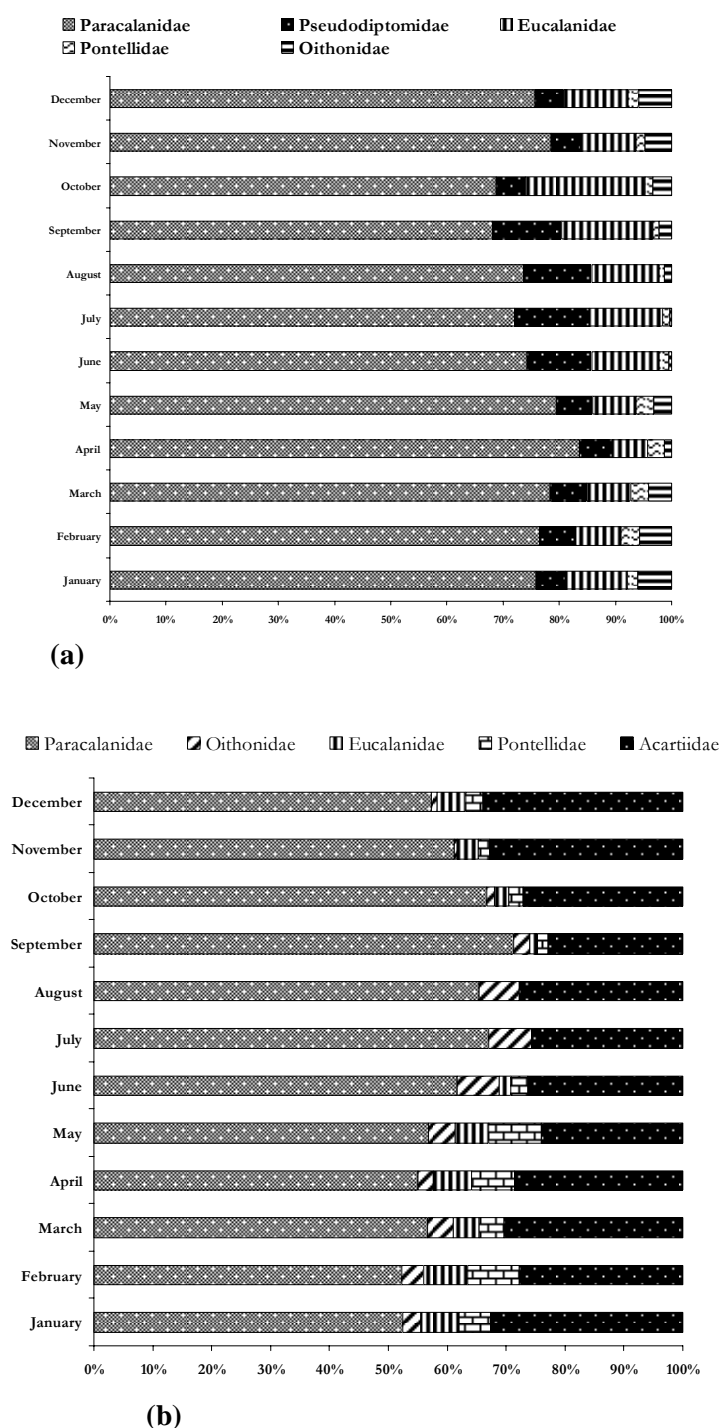 Paracalanidae Pseudodiptomidae Eucalanidae
Pontellidae Oithonidae
December
November
October
September
August
July
June
May
April
March
February
January
0% 10% 20% 30% 40% 50% 60% 70% 80% 90% 100%
(a)
Paracalanidae Oithonidae Eucalanidae Pontellidae Acartiidae
December
November
October
September
August
July
June
May
April
March
February
January
0% 10% 20% 30% 40% 50% 60% 70% 80% 90% 100%
(b)